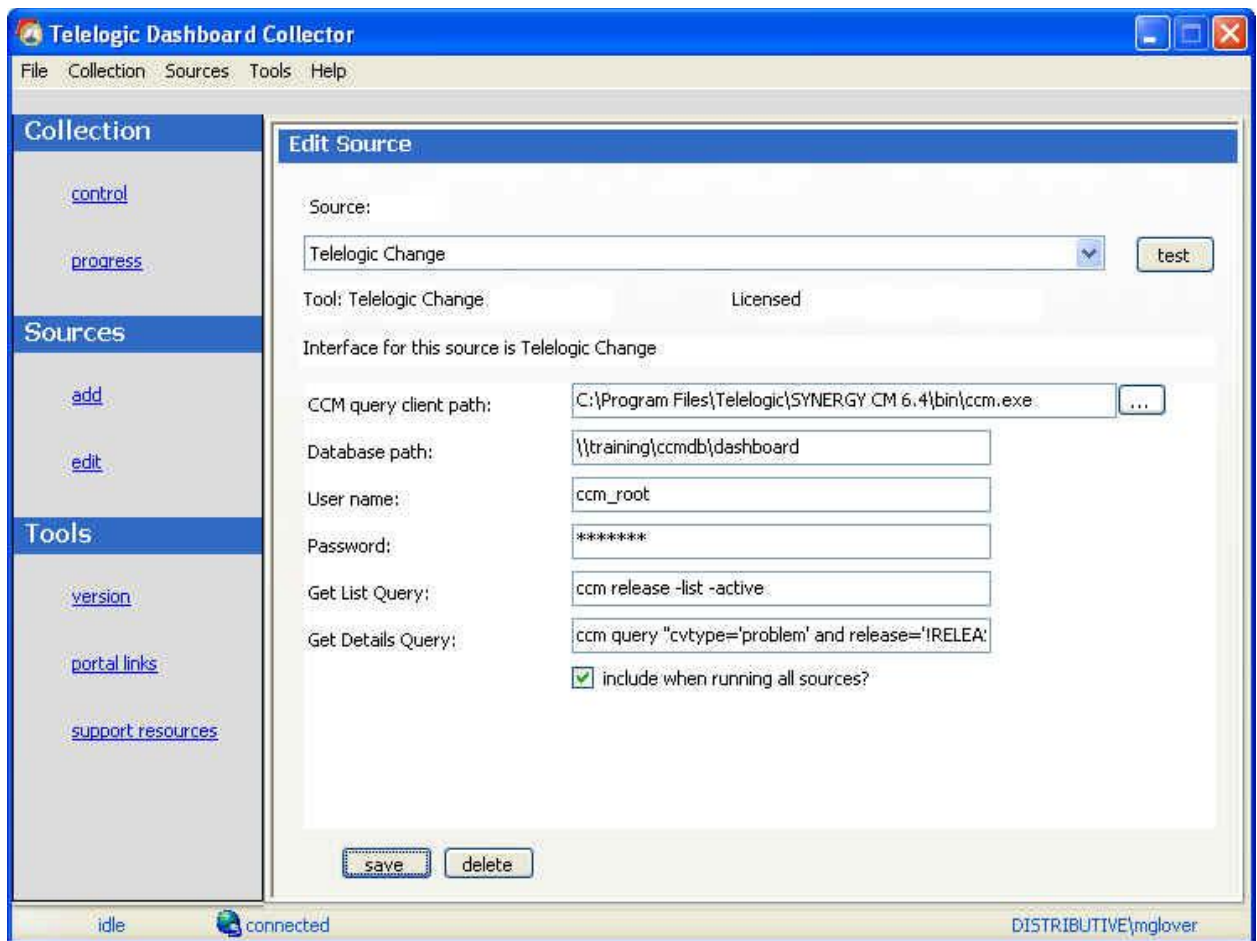 Telelogic Dashboard Collector
File Collection Sources Tools Help
Collection
control
progress
Sources
add
edit
Tools
version
portal links
support resources
Edit Source
Source:
Telelogic Change
test
Tool: Telelogic Change Licensed
Interface for this source is Telelogic Change
CCM query client path: C:\Program Files\Telelogic\SYNERGY CM 6.4\bin\ccm.exe ...
Database path: \\training\ccmdb\dashboard
User name: ccm_root
Password: *******
Get List Query: ccm release -list -active
Get Details Query: ccm query "cvtype='problem' and release='!RELEA
include when running all sources?
save delete
idle connected DISTRIBUTIVE\mglover